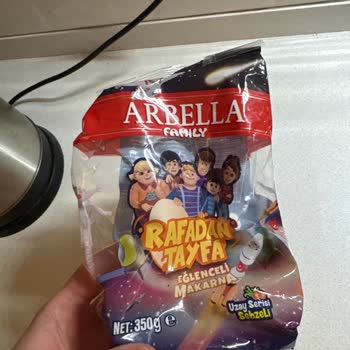 ARBELLA
FAMILY
RAFADAN
TAYFA
EĞLENCELİ
MAKARNA
Uzay Serisi
Sebzeli
NET: 350g e